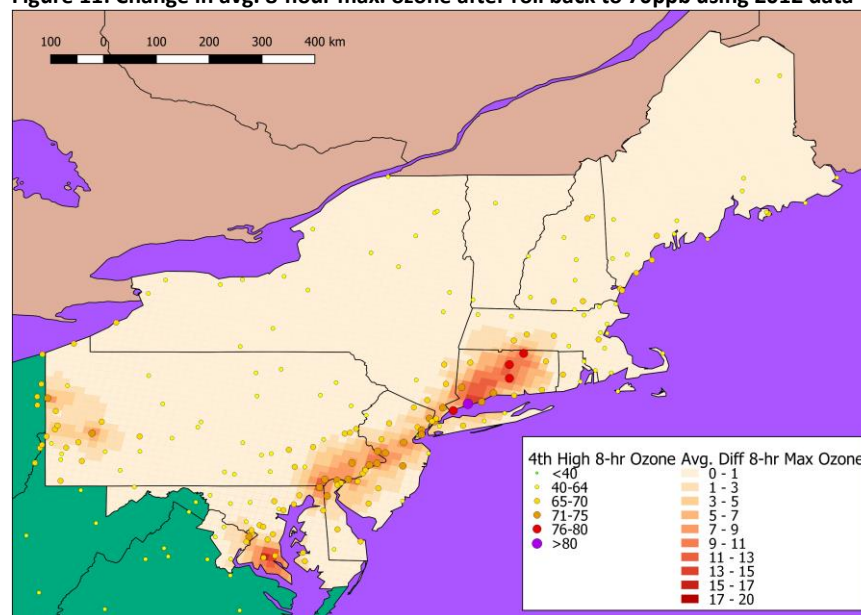 Figure 11: Change in avg. 8-hour max. ozone after roll back to 70ppb using 2012 data
100 0 100 200 300 400 km
4th High 8-hr Ozone Avg. Diff 8-hr Max Ozone
<40 0 - 1
40-64 1 - 3
65-70 3 - 5
71-75 5 - 7
76-80 7 - 9
>80 9 - 11
11 - 13
13 - 15
15 - 17
17 - 20